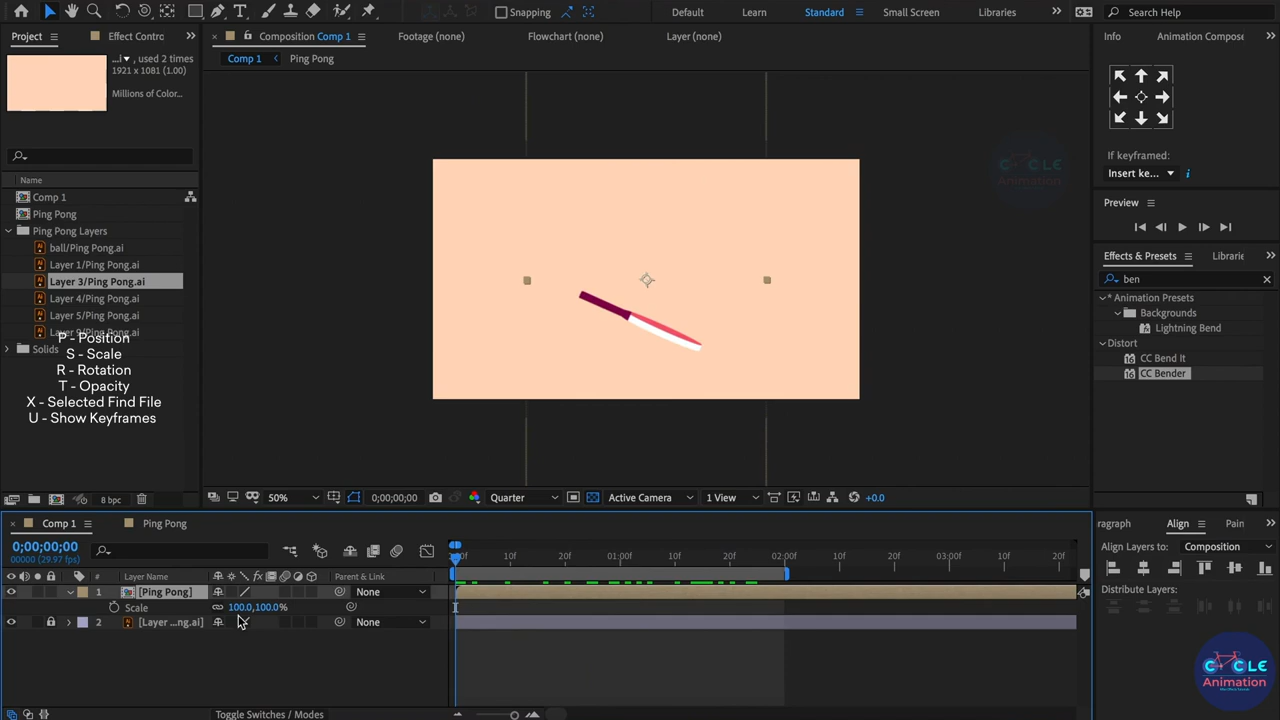 Snapping
Default
Learn
Standard
Small Screen
Libraries
Search Help
Project
Effect Contrc
Composition Comp 1
Footage (none)
Flowchart (none)
Layer (none)
Info
Animation Compose
...i▾, used 2 times
1921 x 1081 (1.00)
Millions of Color...
Comp 1
Ping Pong
CYCLE
Animation
If keyframed:
Insert ke...
Name
Comp 1
Ping Pong
Ping Pong Layers
ball/Ping Pong.ai
Layer 1/Ping Pong.ai
Layer 3/Ping Pong.ai
Layer 4/Ping Pong.ai
Layer 5/Ping Pong.ai
Solids
P - Position
S - Scale
R - Rotation
T - Opacity
X - Selected Find File
U - Show Keyframes
Preview
Effects & Presets
Librarie
ben
* Animation Presets
Backgrounds
Lightning Bend
Distort
CC Bend It
CC Bender
8 bpc
50%
0;00;00;00
Quarter
Active Camera
1 View
+0.0
Comp 1
Ping Pong
ragraph
Align
Pain
0;00;00;00
00000 (29.97 fps)
00f 10f 20f 01:00f 10f 20f 02:00f 10f 20f 03:00f 10f 20f
Align Layers to:
Composition
# Layer Name
Parent & Link
1 [Ping Pong]
None
Scale
100.0,100.0%
2 [Layer ...ng.ai]
None
Distribute Layers:
CYCLE
Animation
Toggle Switches / Modes